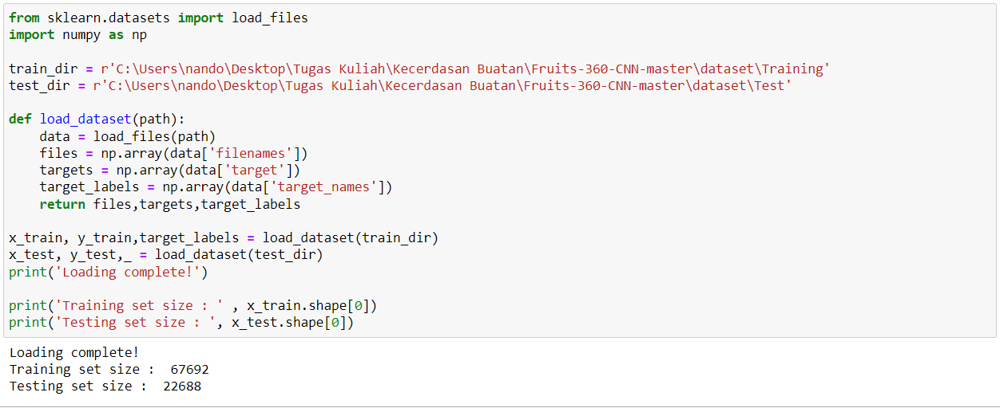 from sklearn.datasets import load_files
import numpy as np
train_dir = r'C:\Users\nando\Desktop\Tugas Kuliah\Kecerdasan Buatan\Fruits-360-CNN-master\dataset\Training'
test_dir = r'C:\Users\nando\Desktop\Tugas Kuliah\Kecerdasan Buatan\Fruits-360-CNN-master\dataset\Test'
def load_dataset(path):
    data = load_files(path)
    files = np.array(data['filenames'])
    targets = np.array(data['target'])
    target_labels = np.array(data['target_names'])
    return files,targets,target_labels
x_train, y_train,target_labels = load_dataset(train_dir)
x_test, y_test,_ = load_dataset(test_dir)
print('Loading complete!')
print('Training set size : ' , x_train.shape[0])
print('Testing set size : ', x_test.shape[0])
Loading complete!
Training set size :  67692
Testing set size :  22688